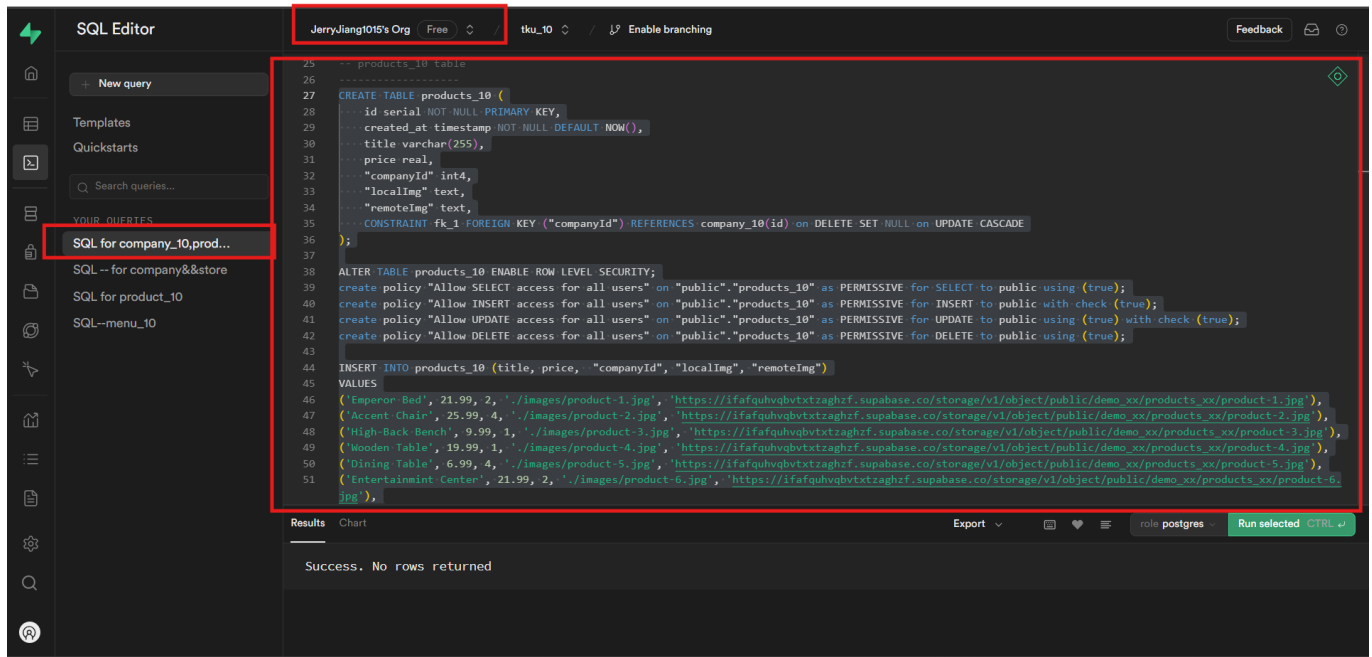 SQL Editor
JerryJiang1015's Org Free / tku_10 / Enable branching
Feedback
New query
Templates
Quickstarts
Search queries...
YOUR QUERIES
SQL for company_10,prod...
SQL -- for company&&store
SQL for product_10
SQL--menu_10
25 -- products_10 table
26 -------------------
27 CREATE TABLE products_10 (
28 id serial NOT NULL PRIMARY KEY,
29 created_at timestamp NOT NULL DEFAULT NOW(),
30 title varchar(255),
31 price real,
32 "companyId" int4,
33 "localImg" text,
34 "remoteImg" text,
35 CONSTRAINT fk_1 FOREIGN KEY ("companyId") REFERENCES company_10(id) on DELETE SET NULL on UPDATE CASCADE
36 );
37
38 ALTER TABLE products_10 ENABLE ROW LEVEL SECURITY;
39 create policy "Allow SELECT access for all users" on "public"."products_10" as PERMISSIVE for SELECT to public using (true);
40 create policy "Allow INSERT access for all users" on "public"."products_10" as PERMISSIVE for INSERT to public with check (true);
41 create policy "Allow UPDATE access for all users" on "public"."products_10" as PERMISSIVE for UPDATE to public using (true) with check (true);
42 create policy "Allow DELETE access for all users" on "public"."products_10" as PERMISSIVE for DELETE to public using (true);
43
44 INSERT INTO products_10 (title, price,  "companyId", "localImg", "remoteImg")
45 VALUES
46 ('Emperor Bed', 21.99, 2, './images/product-1.jpg', 'https://ifafquhvqbvtxtzaghzf.supabase.co/storage/v1/object/public/demo_xx/products_xx/product-1.jpg'),
47 ('Accent Chair', 25.99, 4, './images/product-2.jpg', 'https://ifafquhvqbvtxtzaghzf.supabase.co/storage/v1/object/public/demo_xx/products_xx/product-2.jpg'),
48 ('High-Back Bench', 9.99, 1, './images/product-3.jpg', 'https://ifafquhvqbvtxtzaghzf.supabase.co/storage/v1/object/public/demo_xx/products_xx/product-3.jpg'),
49 ('Wooden Table', 19.99, 1, './images/product-4.jpg', 'https://ifafquhvqbvtxtzaghzf.supabase.co/storage/v1/object/public/demo_xx/products_xx/product-4.jpg'),
50 ('Dining Table', 6.99, 4, './images/product-5.jpg', 'https://ifafquhvqbvtxtzaghzf.supabase.co/storage/v1/object/public/demo_xx/products_xx/product-5.jpg'),
51 ('Entertainmint Center', 21.99, 2, './images/product-6.jpg', 'https://ifafquhvqbvtxtzaghzf.supabase.co/storage/v1/object/public/demo_xx/products_xx/product-6.
jpg'),
Results Chart
Export
role postgres
Run selected CTRL
Success. No rows returned